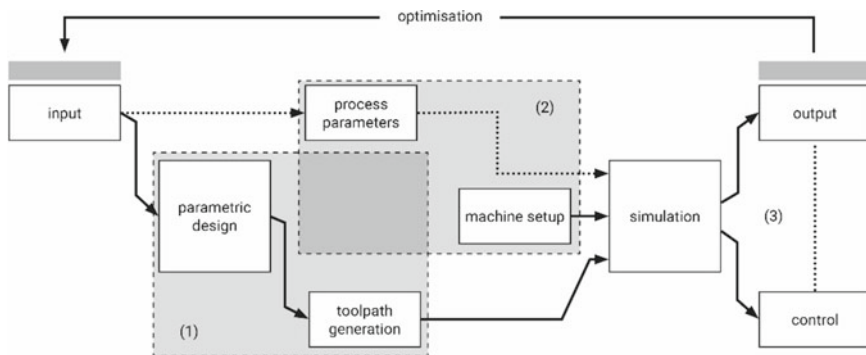 optimisation
input
process
parameters
(2)
output
parametric
design
machine setup
simulation
(3)
(1)
toolpath
generation
control